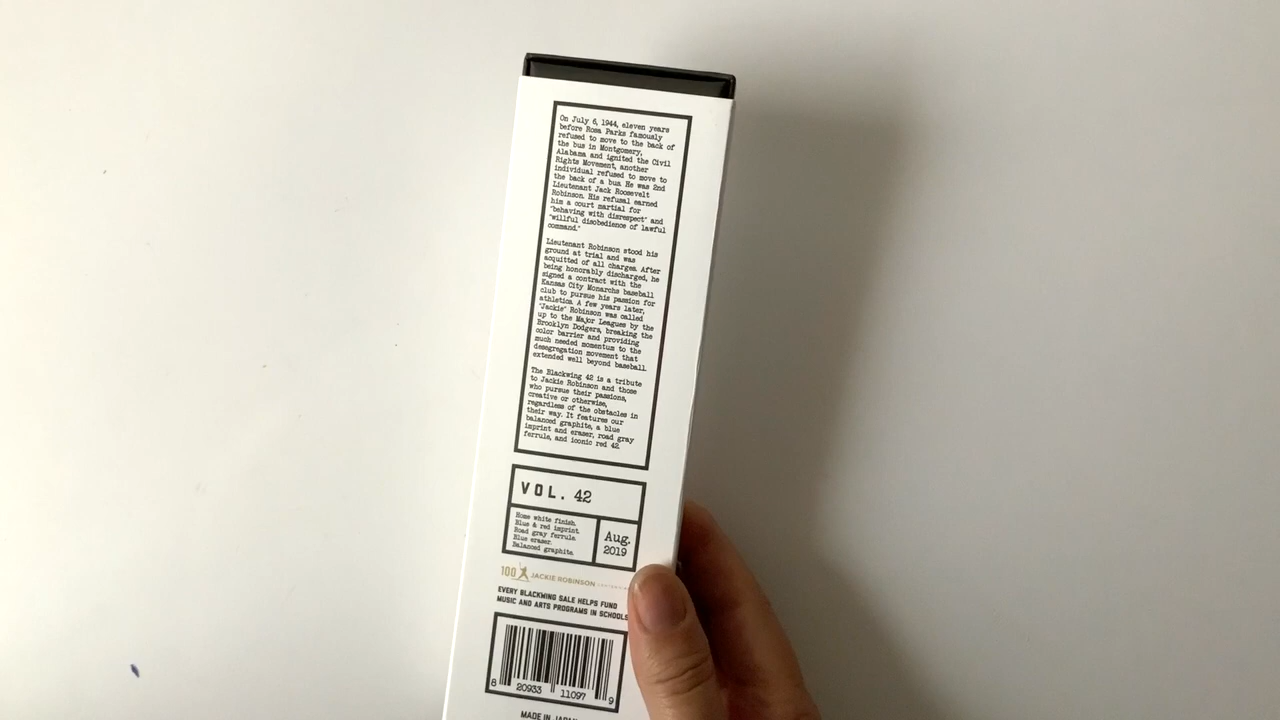 On July 6, 1944, eleven years
before Rosa Parks famously
refused to move to the back of
the bus in Montgomery,
Alabama and ignited the Civil
Rights Movement, another
individual refused to move to
the back of a bus. He was 2nd
Lieutenant Jack Roosevelt
Robinson. His refusal earned
him a court martial for
"behaving with disrespect" and
"willful disobedience of lawful
command."
Lieutenant Robinson stood his
ground at trial and was
acquitted of all charges. After
being honorably discharged, he
signed a contract with the
Kansas City Monarchs baseball
club to pursue his passion for
athletics. A few years later,
"Jackie" Robinson was called
up to the Major Leagues by the
Brooklyn Dodgers, breaking the
color barrier and providing
much needed momentum to the
desegregation movement that
extended well beyond baseball.
The Blackwing 42 is a tribute
to Jackie Robinson and those
who pursue their passions,
creative or otherwise,
regardless of the obstacles in
their way. It features our
balanced graphite, a blue
imprint and eraser, road gray
ferrule, and iconic red 42.
VOL. 42
Home white finish.
Blue & red imprint.
Road gray ferrule.
Blue eraser.
Balanced graphite.
Aug.
2019
100 JACKIE ROBINSON
EVERY BLACKWING SALE HELPS FUND
MUSIC AND ARTS PROGRAMS IN SCHOOLS
8 20933 11097 9
MADE IN JAPAN